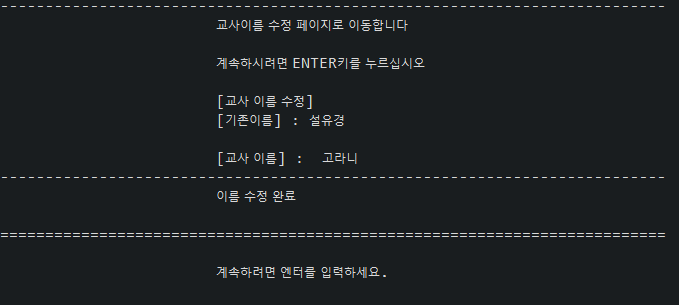 --------------------------------------------------------------------------
교사이름 수정 페이지로 이동합니다
계속하시려면 ENTER키를 누르십시오
[교사 이름 수정]
[기존이름] : 설유경
[교사 이름] : 고라니
--------------------------------------------------------------------------
이름 수정 완료
==========================================================================
계속하려면 엔터를 입력하세요.